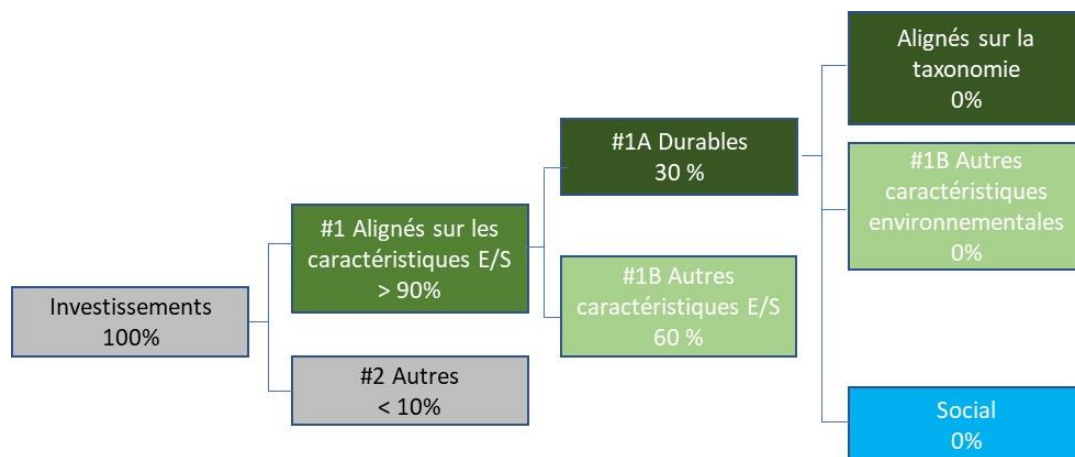 Investissements
100%
#1 Alignés sur les
caractéristiques E/S
> 90%
#2 Autres
< 10%
#1A Durables
30 %
#1B Autres
caractéristiques E/S
60 %
Alignés sur la
taxonomie
0%
#1B Autres
caractéristiques
environnementales
0%
Social
0%